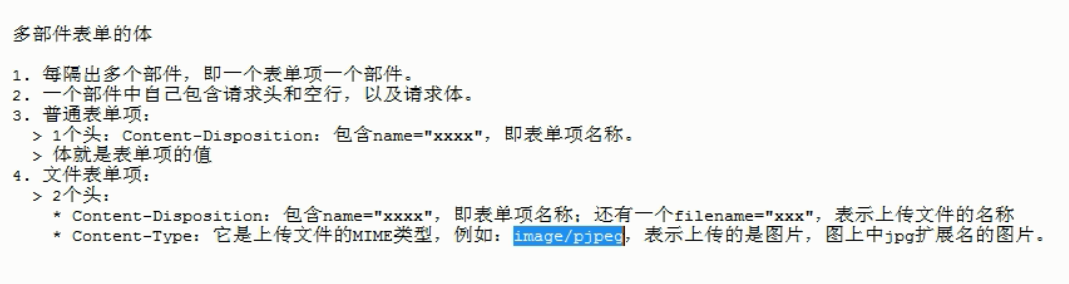 多部件表单的体
1. 每隔出多个部件，即一个表单项一个部件。
2. 一个部件中自己包含请求头和空行，以及请求体。
3. 普通表单项：
> 1个头：Content-Disposition：包含name="xxxx"，即表单项名称。
> 体就是表单项的值
4. 文件表单项：
> 2个头：
* Content-Disposition：包含name="xxxx"，即表单项名称；还有一个filename="xxx"，表示上传文件的名称
* Content-Type：它是上传文件的MIME类型，例如：image/pjpeg，表示上传的是图片，图上中jpg扩展名的图片。